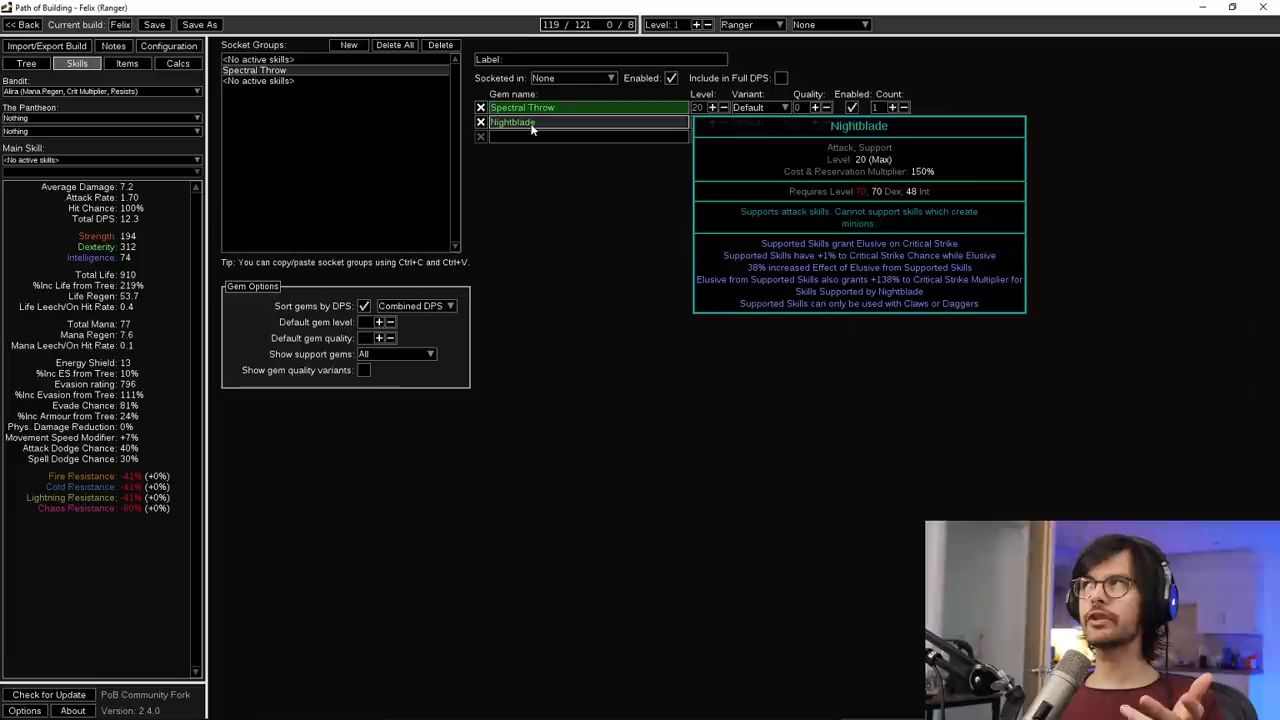 Path of Building - Felix (Ranger)
<< Back Current build: Felix Save Save As 119 / 121 0 / 8 Level: 1 + - Ranger None
Import/Export Build Notes Configuration
Tree Skills Items Calcs
Bandit:
Alira (Mana Regen, Crit Multiplier, Resists)
The Pantheon:
Nothing
Nothing
Main Skill:
<No active skills>
Average Damage: 7.2
Attack Rate: 1.70
Hit Chance: 100%
Total DPS: 12.3
Strength: 194
Dexterity: 312
Intelligence: 74
Total Life: 910
%Inc Life from Tree: 219%
Life Regen: 53.7
Life Leech/On Hit Rate: 0.4
Total Mana: 77
Mana Regen: 7.6
Mana Leech/On Hit Rate: 0.1
Energy Shield: 13
%Inc ES from Tree: 10%
Evasion rating: 796
%Inc Evasion from Tree: 111%
Evade Chance: 81%
%Inc Armour from Tree: 24%
Phys. Damage Reduction: 0%
Movement Speed Modifier: +7%
Attack Dodge Chance: 40%
Spell Dodge Chance: 30%
Fire Resistance: -41% (+0%)
Cold Resistance: -41% (+0%)
Lightning Resistance: -41% (+0%)
Chaos Resistance: -60% (+0%)
Check for Update PoB Community Fork
Options About Version: 2.4.0
Socket Groups: New Delete All Delete
<No active skills>
Spectral Throw
<No active skills>
Tip: You can copy/paste socket groups using Ctrl+C and Ctrl+V.
Gem Options
Sort gems by DPS: Combined DPS
Default gem level: + -
Default gem quality: + -
Show support gems: All
Show gem quality variants:
Label:
Socketed in: None Enabled: Include in Full DPS:
Gem name: Level: Variant: Quality: Enabled: Count:
Spectral Throw 20 + - Default 0 + - 1 + -
Nightblade
Nightblade
Attack, Support
Level: 20 (Max)
Cost & Reservation Multiplier: 150%
Requires Level 70, 70 Dex, 48 Int
Supports attack skills. Cannot support skills which create
minions.
Supported Skills grant Elusive on Critical Strike
Supported Skills have +1% to Critical Strike Chance while Elusive
38% increased Effect of Elusive from Supported Skills
Elusive from Supported Skills also grants +138% to Critical Strike Multiplier for
Skills Supported by Nightblade
Supported Skills can only be used with Claws or Daggers